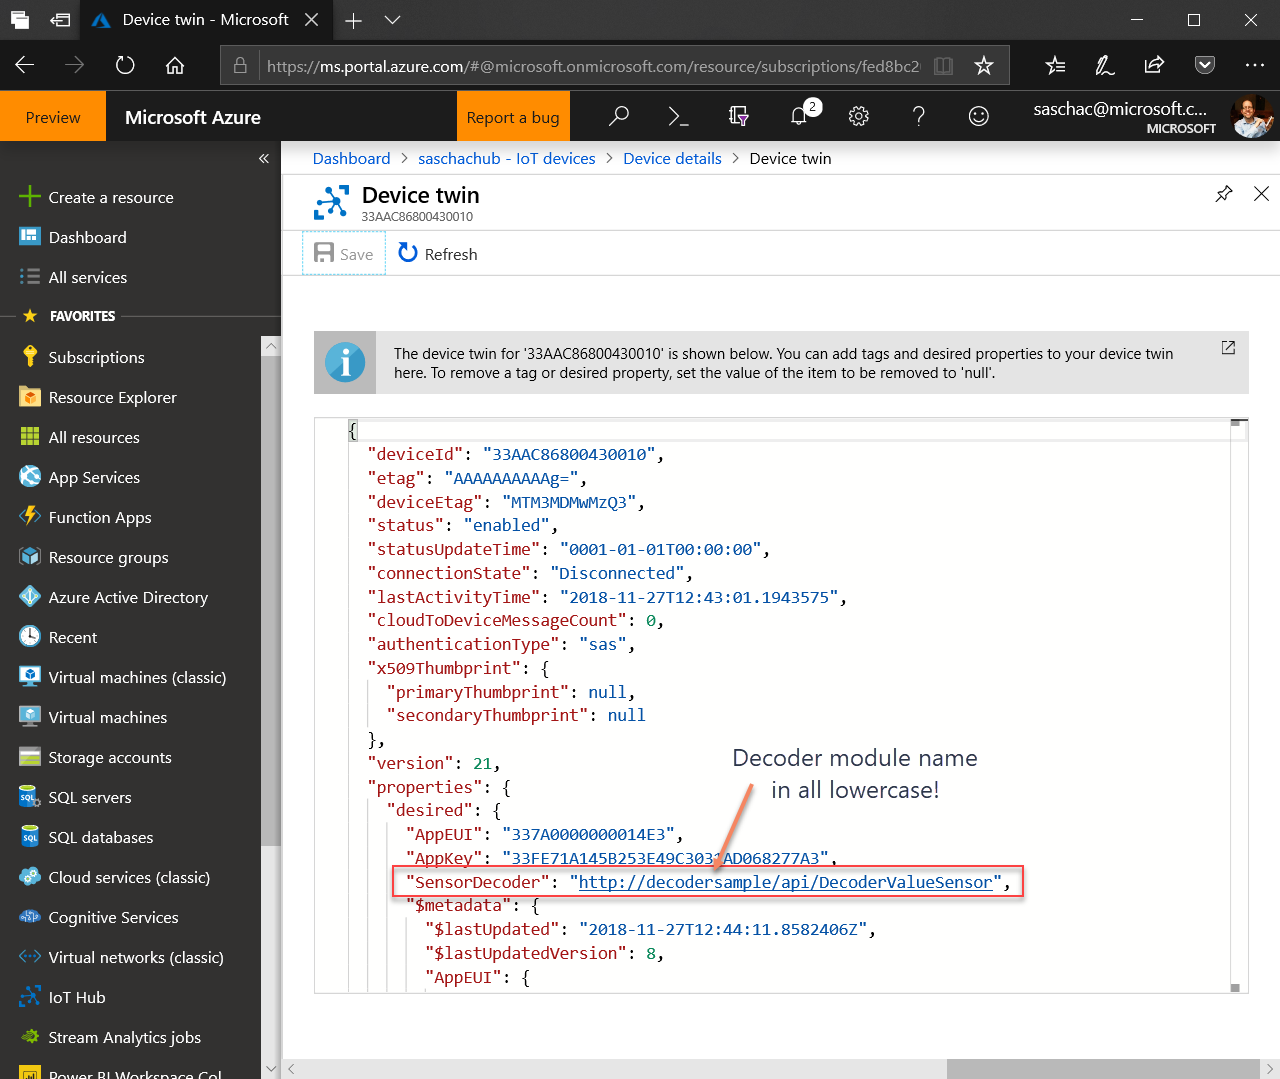 Device twin - Microsoft
https://ms.portal.azure.com/#@microsoft.onmicrosoft.com/resource/subscriptions/fed8bc2
Preview
Microsoft Azure
Report a bug
2
saschac@microsoft.c...
MICROSOFT
Dashboard > saschachub - IoT devices > Device details > Device twin
Device twin
33AAC86800430010
Save
Refresh
Create a resource
Dashboard
All services
FAVORITES
Subscriptions
Resource Explorer
All resources
App Services
Function Apps
Resource groups
Azure Active Directory
Recent
Virtual machines (classic)
Virtual machines
Storage accounts
SQL servers
SQL databases
Cloud services (classic)
Cognitive Services
Virtual networks (classic)
IoT Hub
Stream Analytics jobs
Power BI Workspace Col
The device twin for '33AAC86800430010' is shown below. You can add tags and desired properties to your device twin
here. To remove a tag or desired property, set the value of the item to be removed to 'null'.
{
"deviceId": "33AAC86800430010",
"etag": "AAAAAAAAAAg=",
"deviceEtag": "MTM3MDMwMzQ3",
"status": "enabled",
"statusUpdateTime": "0001-01-01T00:00:00",
"connectionState": "Disconnected",
"lastActivityTime": "2018-11-27T12:43:01.1943575",
"cloudToDeviceMessageCount": 0,
"authenticationType": "sas",
"x509Thumbprint": {
"primaryThumbprint": null,
"secondaryThumbprint": null
},
"version": 21,
"properties": {
"desired": {
"AppEUI": "337A0000000014E3",
"AppKey": "33FE71A145B253E49C3031AD068277A3",
"SensorDecoder": "http://decodersample/api/DecoderValueSensor",
"$metadata": {
"$lastUpdated": "2018-11-27T12:44:11.8582406Z",
"$lastUpdatedVersion": 8,
"AppEUI": {
Decoder module name
in all lowercase!